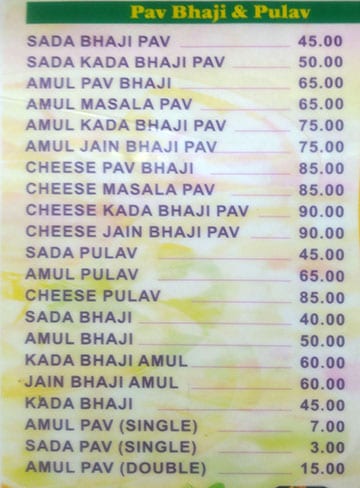 Pav Bhaji & Pulav
SADA BHAJI PAV 45.00
SADA KADA BHAJI PAV 50.00
AMUL PAV BHAJI 65.00
AMUL MASALA PAV 65.00
AMUL KADA BHAJI PAV 75.00
AMUL JAIN BHAJI PAV 75.00
CHEESE PAV BHAJI 85.00
CHEESE MASALA PAV 85.00
CHEESE KADA BHAJI PAV 90.00
CHEESE JAIN BHAJI PAV 90.00
SADA PULAV 45.00
AMUL PULAV 65.00
CHEESE PULAV 85.00
SADA BHAJI 40.00
AMUL BHAJI 50.00
KADA BHAJI AMUL 60.00
JAIN BHAJI AMUL 60.00
KADA BHAJI 45.00
AMUL PAV (SINGLE) 7.00
SADA PAV (SINGLE) 3.00
AMUL PAV (DOUBLE) 15.00